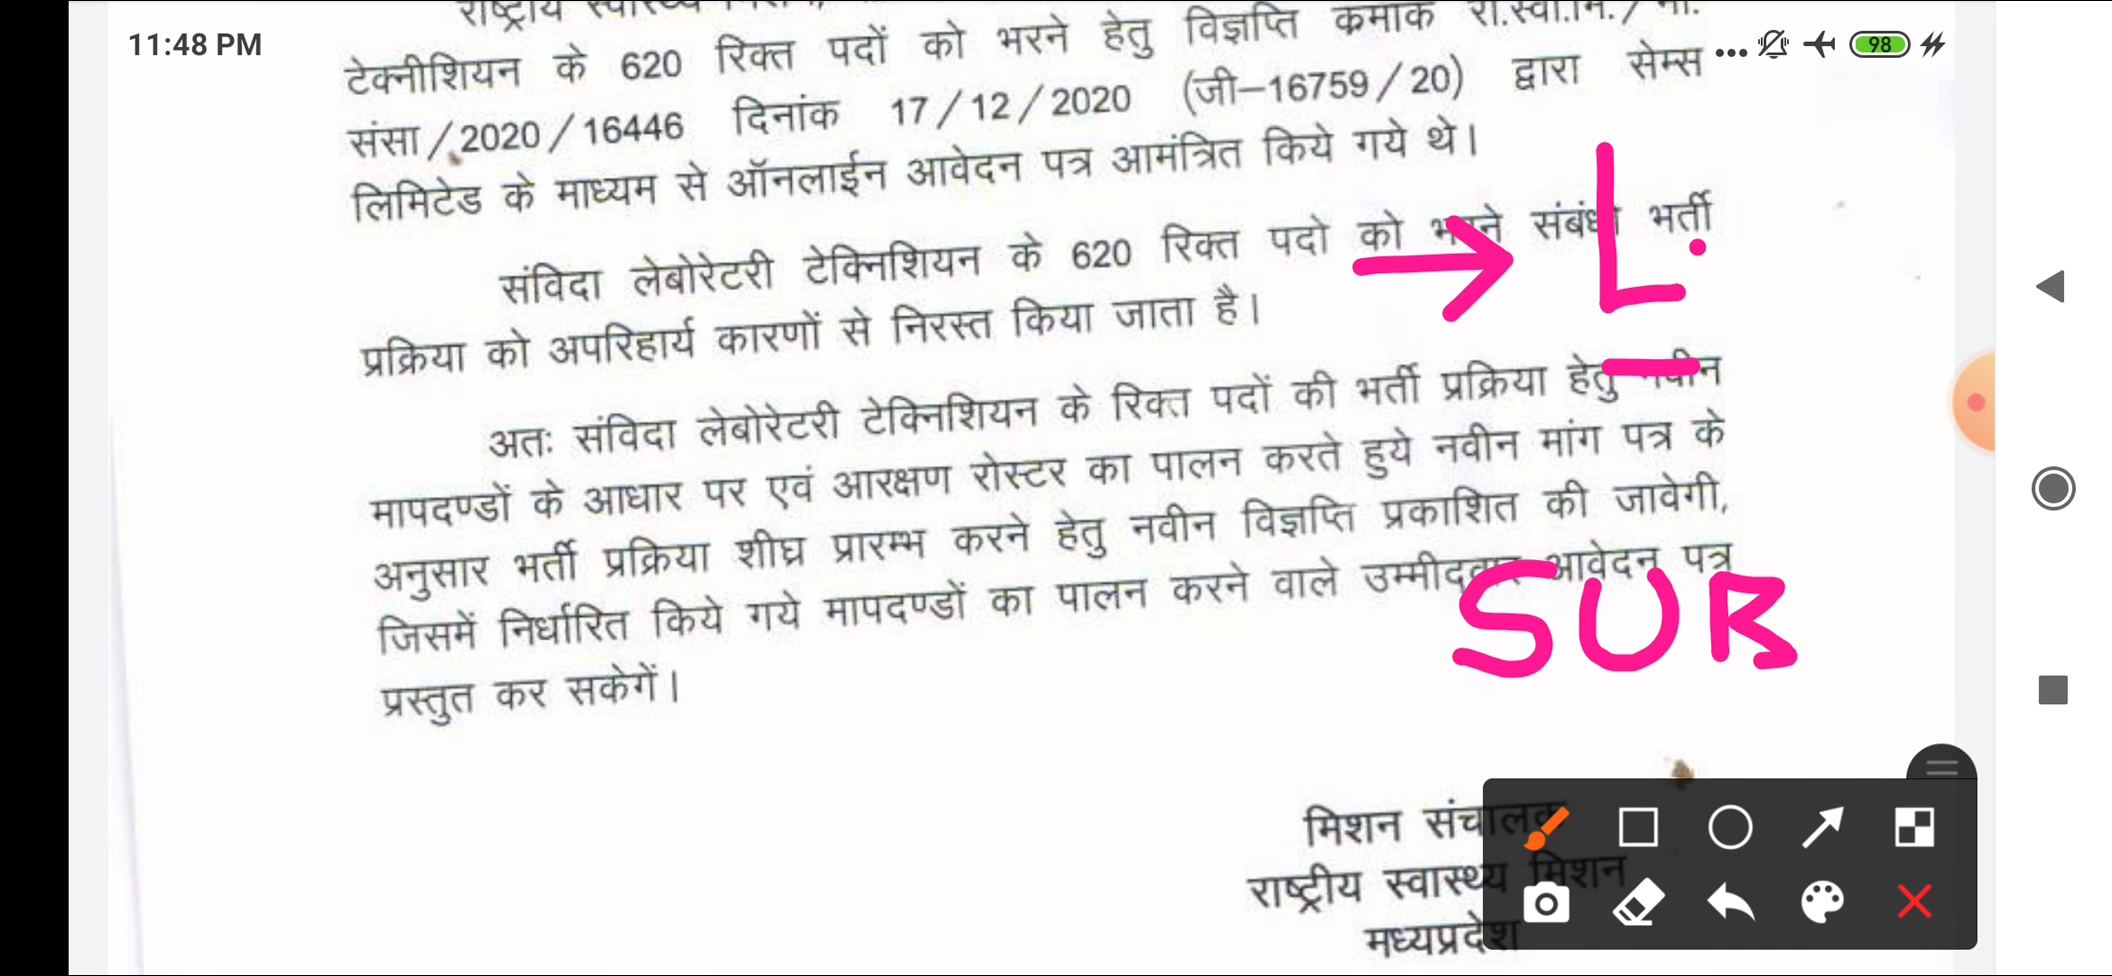 राष्ट्रीय
11:48 PM
टेक्नीशियन के 620 रिक्त पदों को भरने हेतु विज्ञप्ति क्रमांक
98
संसा/2020/16446 दिनांक 17/12/2020 (जी–16759/20) द्वारा सेम्स
लिमिटेड के माध्यम से ऑनलाईन आवेदन पत्र आमंत्रित किये गये थे।
संविदा लेबोरेटरी टेक्निशियन के 620 रिक्त पदो को भरने संबंधी भर्ती
L
प्रक्रिया को अपरिहार्य कारणों से निरस्त किया जाता है।
अतः संविदा लेबोरेटरी टेक्निशियन के रिक्त पदों की भर्ती प्रक्रिया हेतु नवीन
मापदण्डों के आधार पर एवं आरक्षण रोस्टर का पालन करते हुये नवीन मांग पत्र के
अनुसार भर्ती प्रक्रिया शीघ्र प्रारम्भ करने हेतु नवीन विज्ञप्ति प्रकाशित की जावेगी,
जिसमें निर्धारित किये गये मापदण्डों का पालन करने वाले उम्मीदवार आवेदन पत्र
SUB
प्रस्तुत कर सकेगें।
मिशन संचालक
राष्ट्रीय स्वास्थ्य मिशन
मध्यप्रदेश